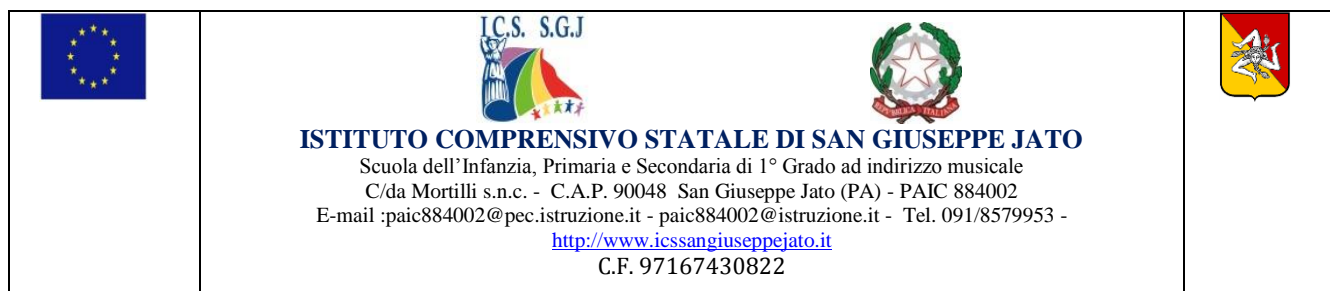 I.C.S. S.G.J
REPUBBLICA ITALIANA
ISTITUTO COMPRENSIVO STATALE DI SAN GIUSEPPE JATO
Scuola dell’Infanzia, Primaria e Secondaria di 1° Grado ad indirizzo musicale
C/da Mortilli s.n.c. - C.A.P. 90048 San Giuseppe Jato (PA) - PAIC 884002
E-mail :paic884002@pec.istruzione.it - paic884002@istruzione.it - Tel. 091/8579953 -
http://www.icssangiuseppejato.it
C.F. 97167430822